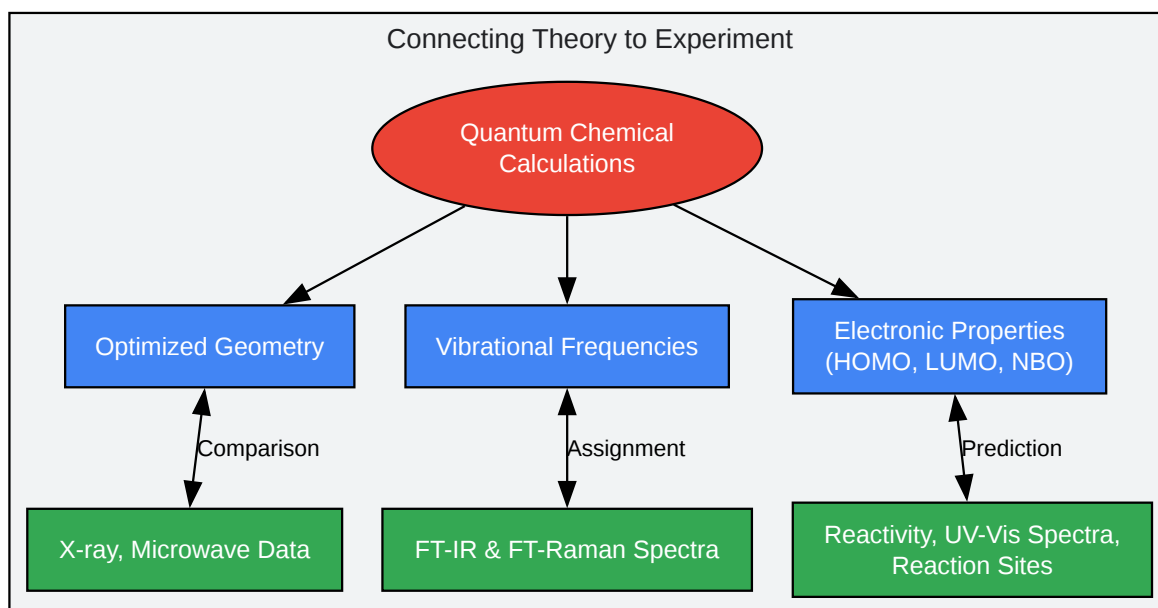 Connecting Theory to Experiment
Quantum Chemical
Calculations
Optimized Geometry
Vibrational Frequencies
Electronic Properties
(HOMO, LUMO, NBO)
Comparison
Assignment
Prediction
X-ray, Microwave Data
FT-IR & FT-Raman Spectra
Reactivity, UV-Vis Spectra,
Reaction Sites